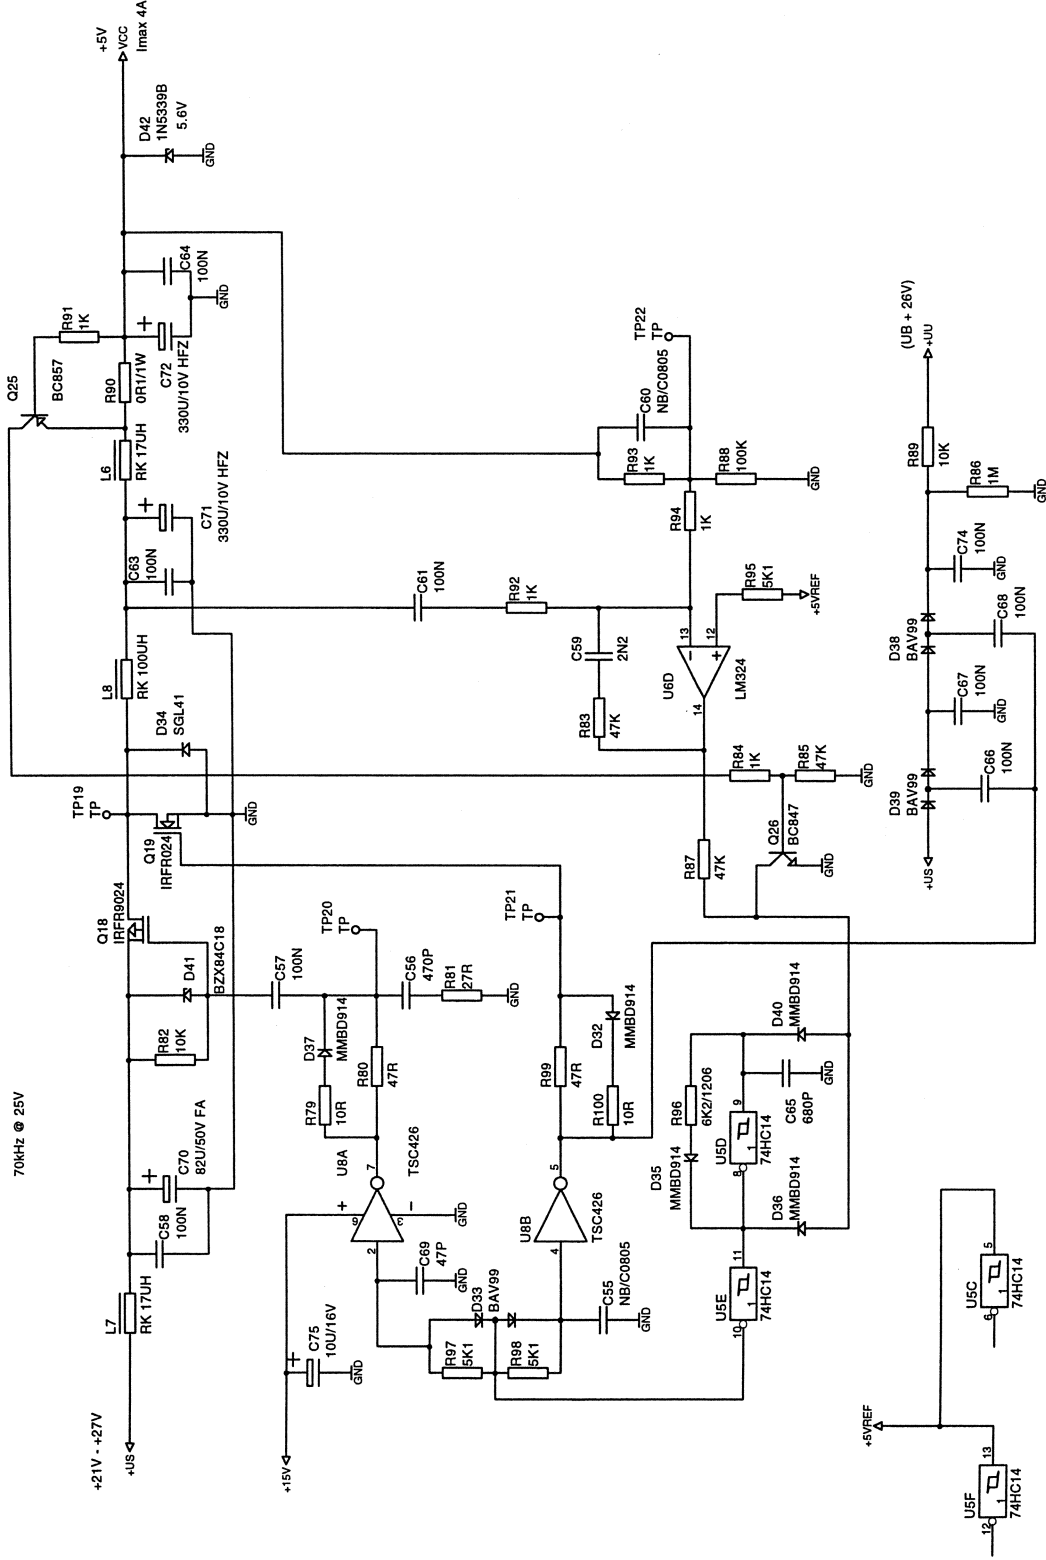 70kHz @ 25V
+21V - +27V
+US
L7
RK 17UH
C58
100N
C70
82U/50V FA
R82
10K
D41
BZX84C18
Q18
IRFR9024
TP19
TP
Q19
IRFR024
GND
D34
SGL41
L8
RK 100UH
C63
100N
C71
330U/10V HFZ
L6
RK 17UH
Q25
BC857
R90
0R1/1W
R91
1K
C72
330U/10V HFZ
C64
100N
GND
D42
1N5339B
5.6V
GND
+5V
VCC
Imax 4A
+15V
C75
10U/16V
GND
U8A
TSC426
2
6
3
7
+
-
GND
C69
47P
GND
R79
10R
D37
MMBD914
R80
47R
C57
100N
TP20
TP
C56
470P
R81
27R
GND
C61
100N
R92
1K
C59
2N2
R83
47K
R97
5K1
R98
5K1
D33
BAV99
C55
NB/C0805
GND
U8B
TSC426
4
5
R99
47R
R100
10R
D32
MMBD914
TP21
TP
R93
1K
C60
NB/C0805
TP22
TP
R88
100K
GND
R94
1K
U6D
LM324
13
12
14
R95
5K1
+5VREF
R84
1K
R85
47K
GND
R87
47K
Q26
BC847
GND
U5E
74HC14
10
11
1
D35
MMBD914
R96
6K2/1206
U5D
74HC14
8
9
1
D36
MMBD914
C65
680P
GND
D40
MMBD914
+US
D39
BAV99
C66
100N
C67
100N
GND
D38
BAV99
C68
100N
C74
100N
GND
R89
10K
R86
1M
GND
(UB + 26V)
+UU
+5VREF
U5F
74HC14
12
13
1
U5C
74HC14
6
5
1